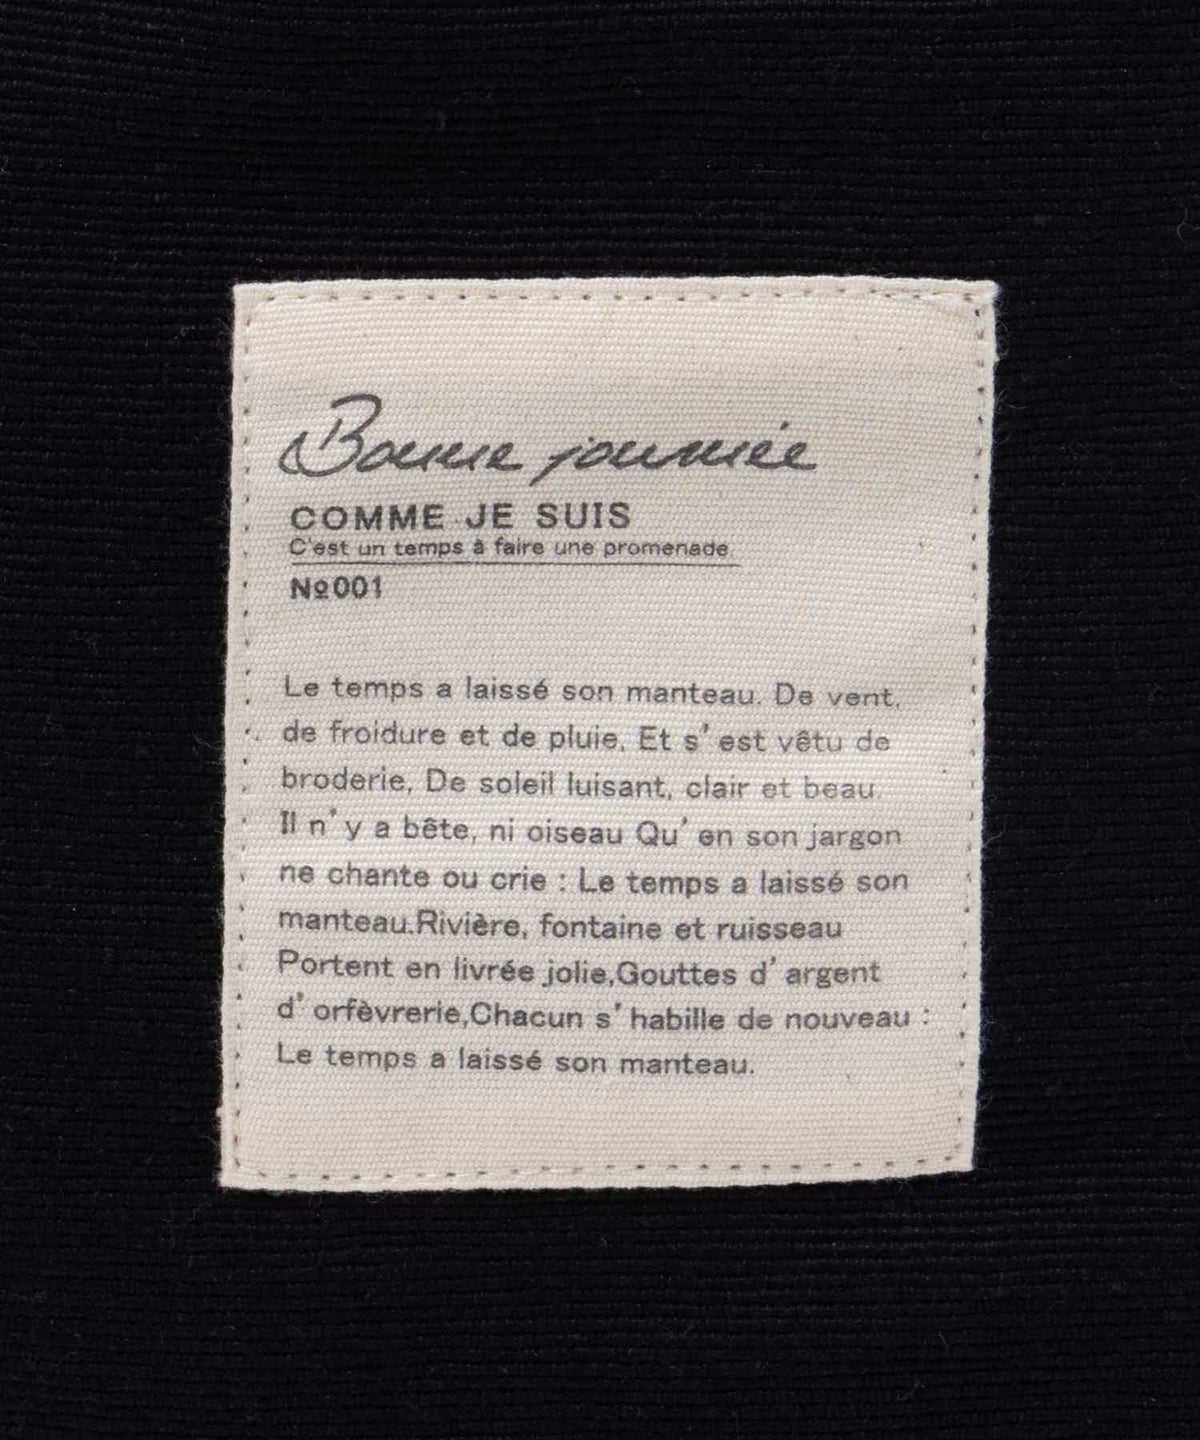 Bonne journée
COMME JE SUIS
C'est un temps à faire une promenade.
№001
Le temps a laissé son manteau. De vent,
de froidure et de pluie, Et s' est vêtu de
broderie, De soleil luisant, clair et beau.
Il n' y a bête, ni oiseau Qu' en son jargon
ne chante ou crie : Le temps a laissé son
manteau.Rivière, fontaine et ruisseau
Portent en livrée jolie,Gouttes d' argent
d' orfèvrerie,Chacun s' habille de nouveau :
Le temps a laissé son manteau.